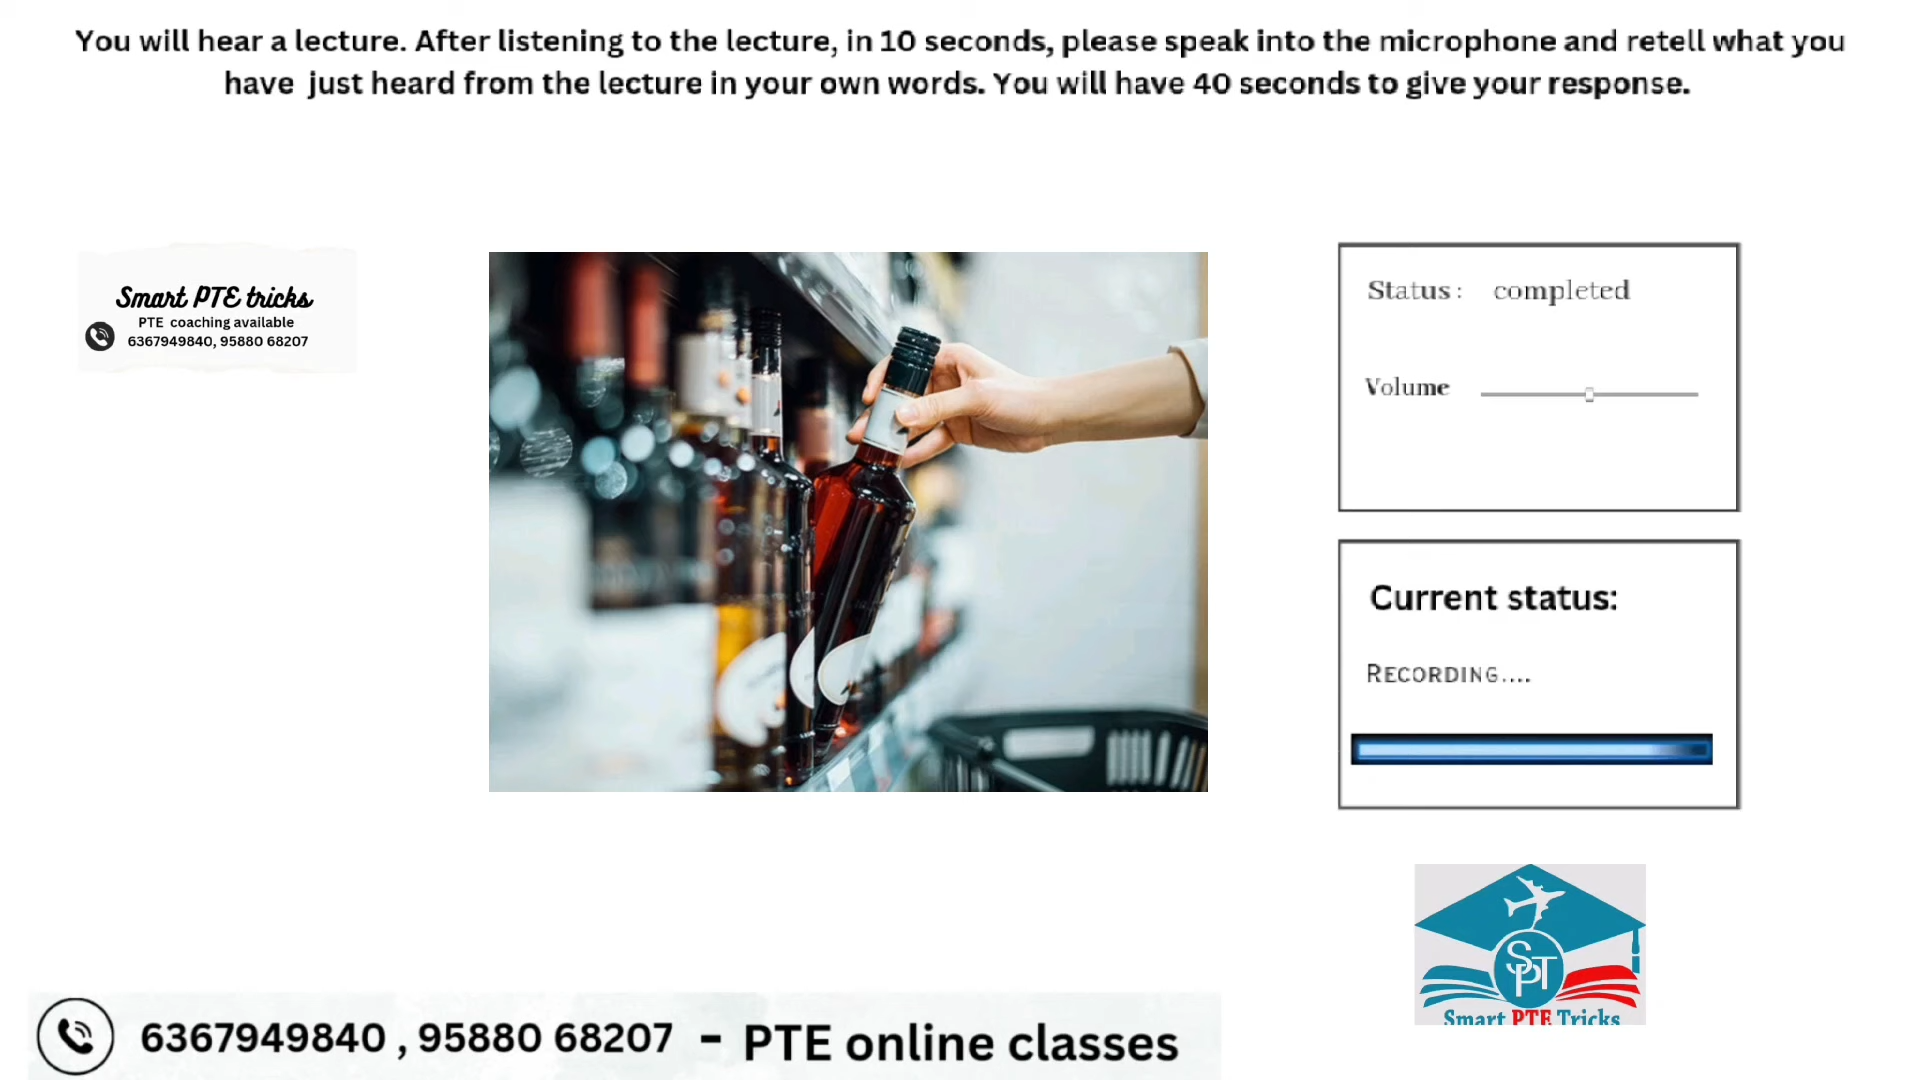 You will hear a lecture. After listening to the lecture, in 10 seconds, please speak into the microphone and retell what you
have just heard from the lecture in your own words. You will have 40 seconds to give your response.
Smart PTE tricks
PTE coaching available
6367949840, 95880 68207
Status: completed
Volume
Current status:
RECORDING....
SPT
Smart PTE Tricks
6367949840 , 95880 68207 - PTE online classes